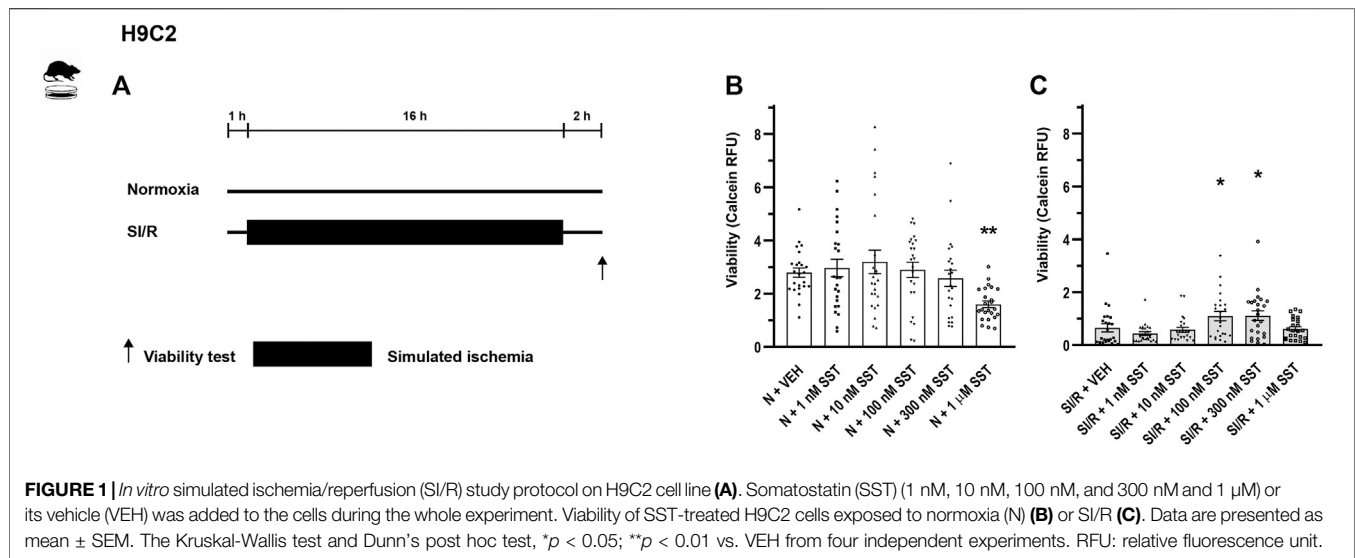 H9C2
A
1 h 16 h 2 h
Normoxia
SI/R
Viability test Simulated ischemia
B
Viability (Calcein RFU)
8
6
4
2
0
N + VEH
N + 1 nM SST
N + 10 nM SST
N + 100 nM SST
N + 300 nM SST
N + 1 µM SST
**
C
Viability (Calcein RFU)
8
6
4
2
0
SI/R + VEH
SI/R + 1 nM SST
SI/R + 10 nM SST
SI/R + 100 nM SST
SI/R + 300 nM SST
SI/R + 1 µM SST
* *
FIGURE 1 | In vitro simulated ischemia/reperfusion (SI/R) study protocol on H9C2 cell line (A). Somatostatin (SST) (1 nM, 10 nM, 100 nM, and 300 nM and 1 µM) or
its vehicle (VEH) was added to the cells during the whole experiment. Viability of SST-treated H9C2 cells exposed to normoxia (N) (B) or SI/R (C). Data are presented as
mean ± SEM. The Kruskal-Wallis test and Dunn's post hoc test, *p < 0.05; **p < 0.01 vs. VEH from four independent experiments. RFU: relative fluorescence unit.